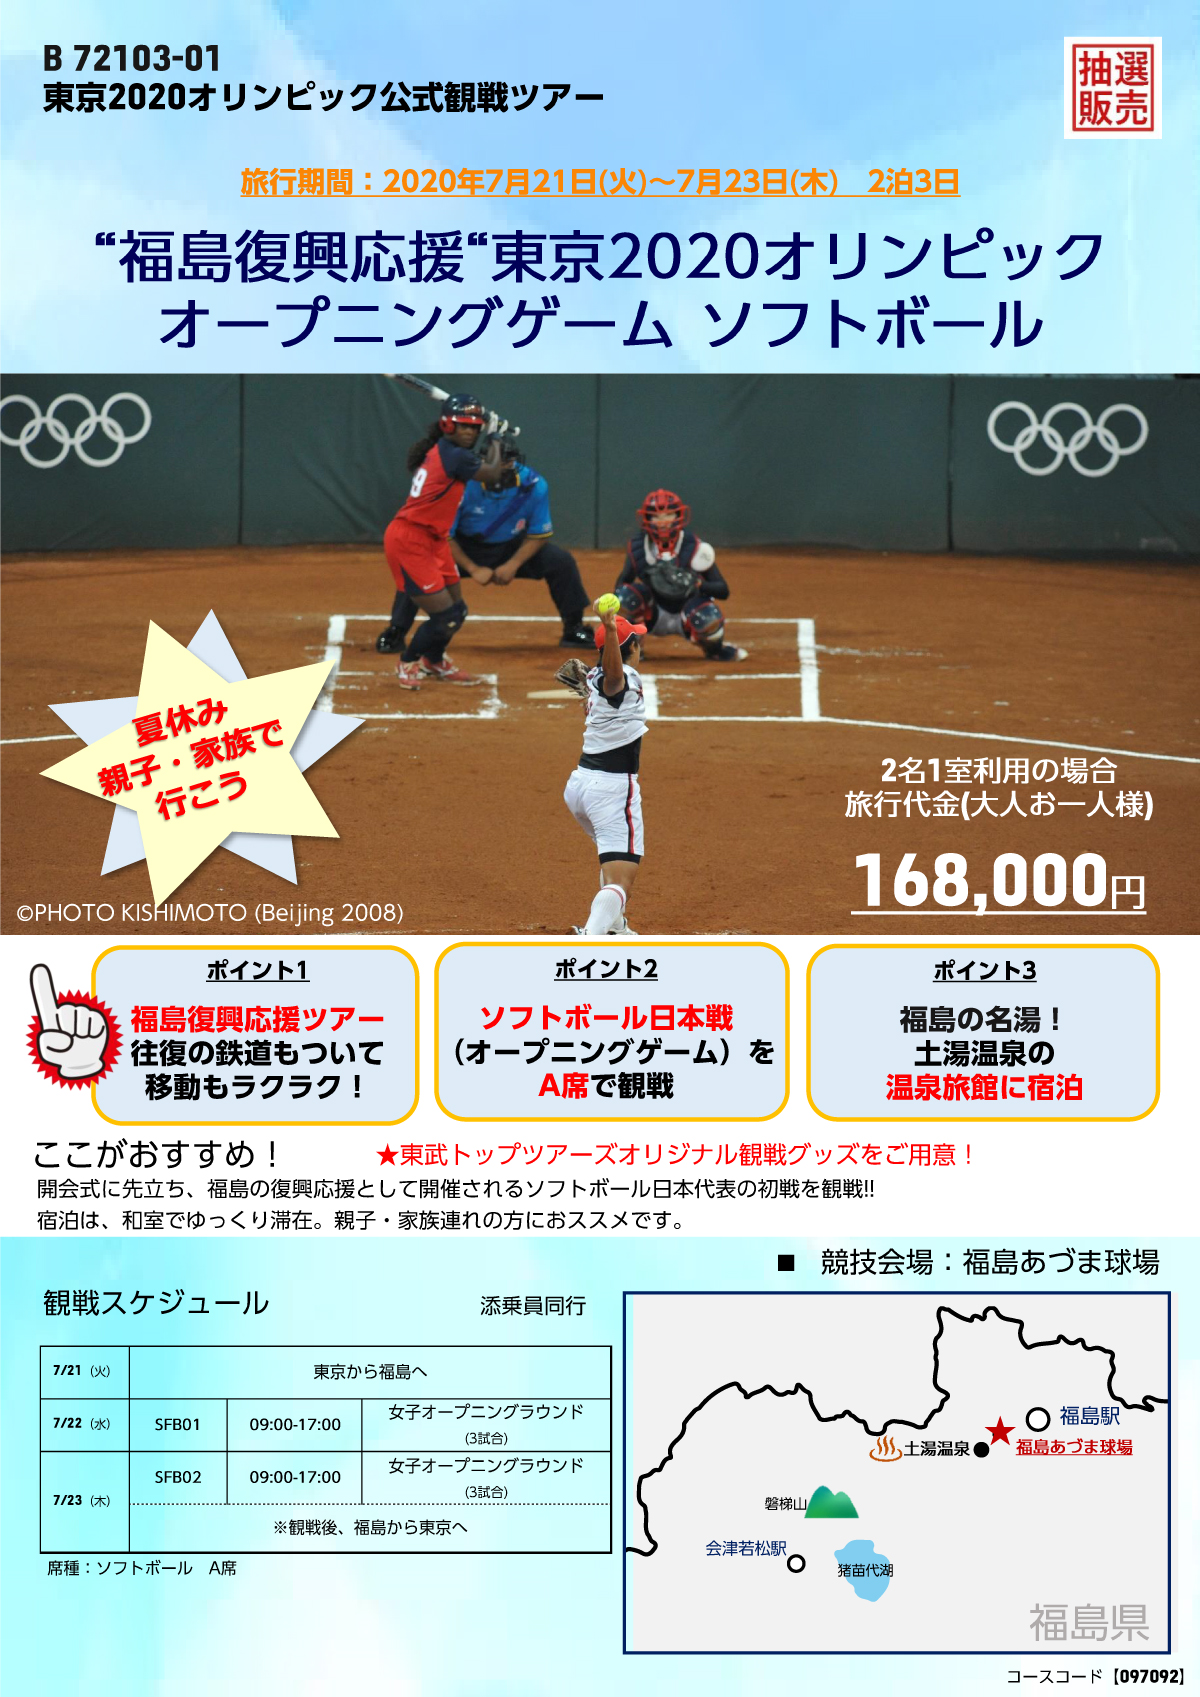 B 72103-01
東京2020オリンピック公式観戦ツアー
抽選
販売
旅行期間：2020年7月21日(火)～7月23日(木)　2泊3日
“福島復興応援“東京2020オリンピック
オープニングゲーム ソフトボール
夏休み
親子・家族で
行こう
2名1室利用の場合
旅行代金(大人お一人様)
168,000円
©PHOTO KISHIMOTO (Beijing 2008)
ポイント1
福島復興応援ツアー
往復の鉄道もついて
移動もラクラク！
ポイント2
ソフトボール日本戦
（オープニングゲーム）を
A席で観戦
ポイント3
福島の名湯！
土湯温泉の
温泉旅館に宿泊
ここがおすすめ！　★東武トップツアーズオリジナル観戦グッズをご用意！
開会式に先立ち、福島の復興応援として開催されるソフトボール日本代表の初戦を観戦!!
宿泊は、和室でゆっくり滞在。親子・家族連れの方におススメです。
■　競技会場：福島あづま球場
観戦スケジュール　添乗員同行
7/21（火）　東京から福島へ
7/22（水）　SFB01　09:00-17:00　女子オープニングラウンド
(3試合)
7/23（木）　SFB02　09:00-17:00　女子オープニングラウンド
(3試合)
※観戦後、福島から東京へ
席種：ソフトボール　A席
福島駅
土湯温泉
福島あづま球場
磐梯山
会津若松駅
猪苗代湖
福島県
コースコード【097092】